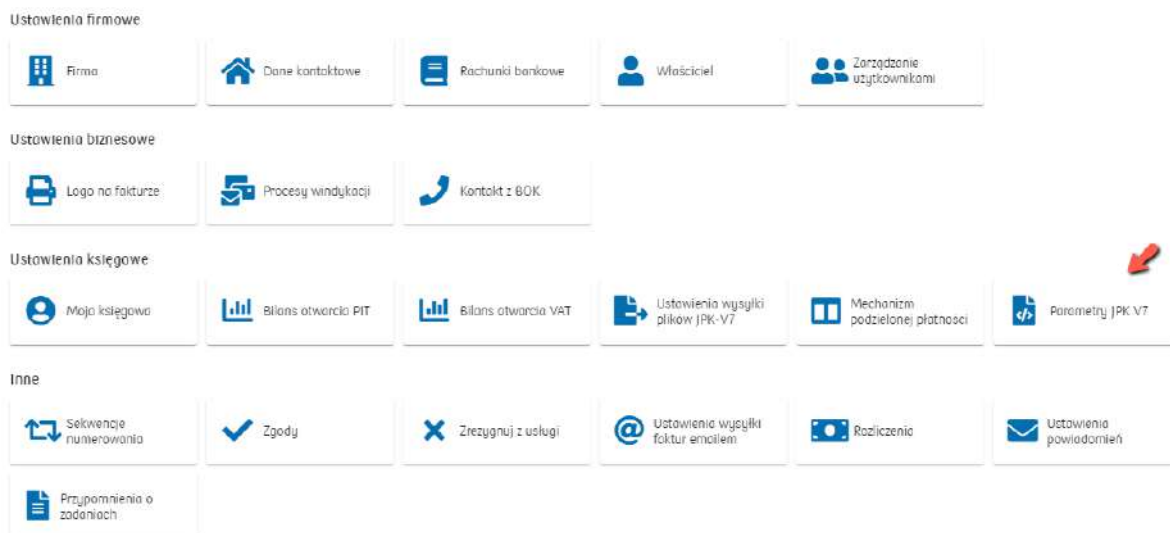 Ustawienia firmowe
Firma
Dane kontaktowe
Rachunki bankowe
Właściciel
Zarządzanie
użytkownikami
Ustawienia biznesowe
Logo na fakturze
Procesy windykacji
Kontakt z BOK
Ustawienia księgowe
Moja księgowa
Bilans otwarcia PIT
Bilans otwarcia VAT
Ustawienia wysyłki
plików JPK-V7
Mechanizm
podzielonej płatności
Parametry JPK V7
Inne
Sekwencje
numerowania
Zgody
Zrezygnuj z usługi
Ustawienia wysyłki
faktur emailem
Rozliczenia
Ustawienia
powiadomień
Przypomnienia o
zadaniach